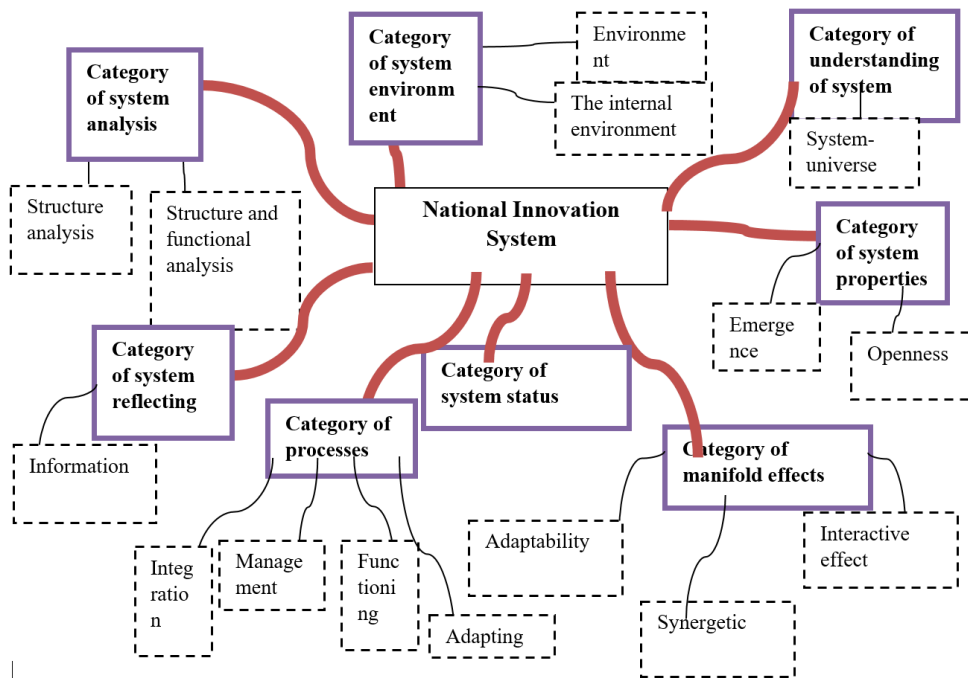 Category
of system
analysis
Category
of system
environm
ent
Environme
nt
The internal
environment
Category of
understanding
of system
System-
universe
Structure
analysis
Structure and
functional
analysis
National Innovation
System
Category
of system
properties
Emerge
nce
Openness
Category
of system
reflecting
Information
Category of
system status
Category of
processes
Integ
ratio
n
Manage
ment
Func
tioni
ng
Adapting
Category of
manifold effects
Adaptability
Synergetic
Interactive
effect